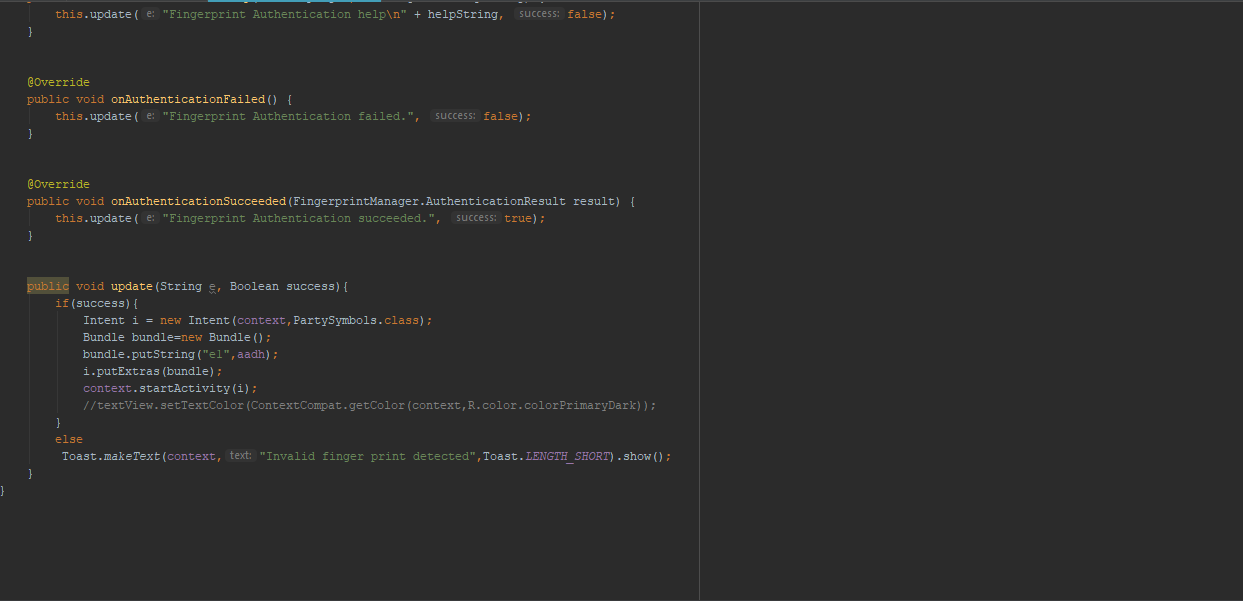 this.update( e: "Fingerprint Authentication help\n" + helpString, success: false);
}
@Override
public void onAuthenticationFailed() {
this.update( e: "Fingerprint Authentication failed.", success: false);
}
@Override
public void onAuthenticationSucceeded(FingerprintManager.AuthenticationResult result) {
this.update( e: "Fingerprint Authentication succeeded.", success: true);
}
public void update(String e, Boolean success){
if(success){
Intent i = new Intent(context,PartySymbols.class);
Bundle bundle=new Bundle();
bundle.putString("e1",aadh);
i.putExtras(bundle);
context.startActivity(i);
//textView.setTextColor(ContextCompat.getColor(context,R.color.colorPrimaryDark));
}
else
Toast.makeText(context, text: "Invalid finger print detected",Toast.LENGTH_SHORT).show();
}
}